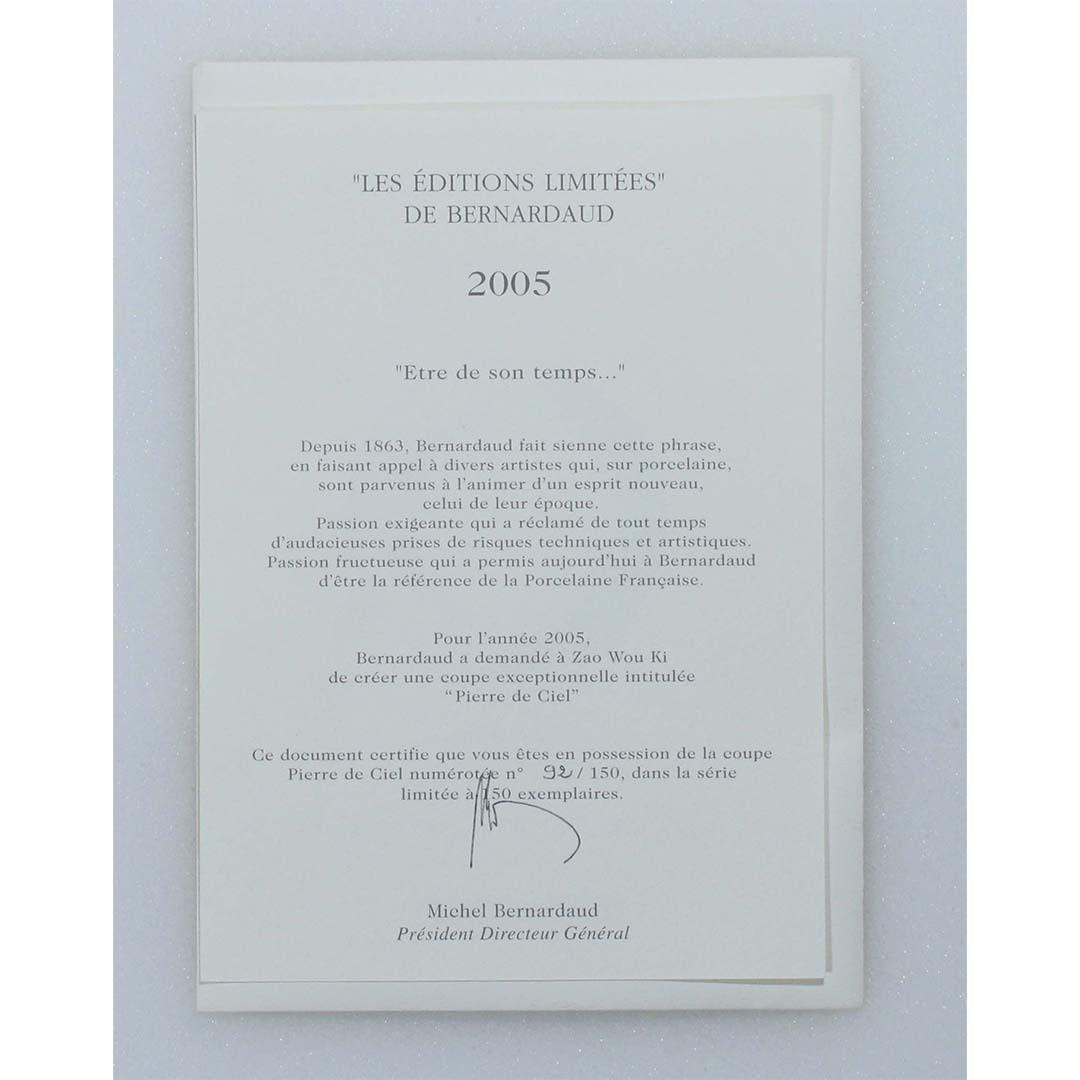 "LES ÉDITIONS LIMITÉES"
DE BERNARDAUD
2005
"Etre de son temps..."
Depuis 1863, Bernardaud fait sienne cette phrase,
en faisant appel à divers artistes qui, sur porcelaine,
sont parvenus à l'animer d'un esprit nouveau,
celui de leur époque.
Passion exigeante qui a réclamé de tout temps
d'audacieuses prises de risques techniques et artistiques.
Passion fructueuse qui a permis aujourd'hui à Bernardaud
d'être la référence de la Porcelaine Française.
Pour l'année 2005,
Bernardaud a demandé à Zao Wou Ki
de créer une coupe exceptionnelle intitulée
“Pierre de Ciel”
Ce document certifie que vous êtes en possession de la coupe
Pierre de Ciel numérotée n° 92 / 150, dans la série
limitée à 150 exemplaires.
Michel Bernardaud
Président Directeur Général